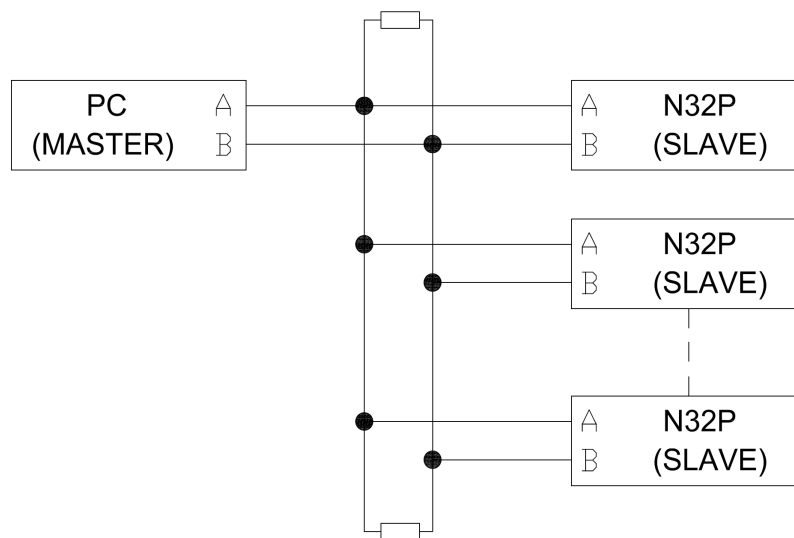 PC A
(MASTER) B
A N32P
B (SLAVE)
A N32P
B (SLAVE)
A N32P
B (SLAVE)